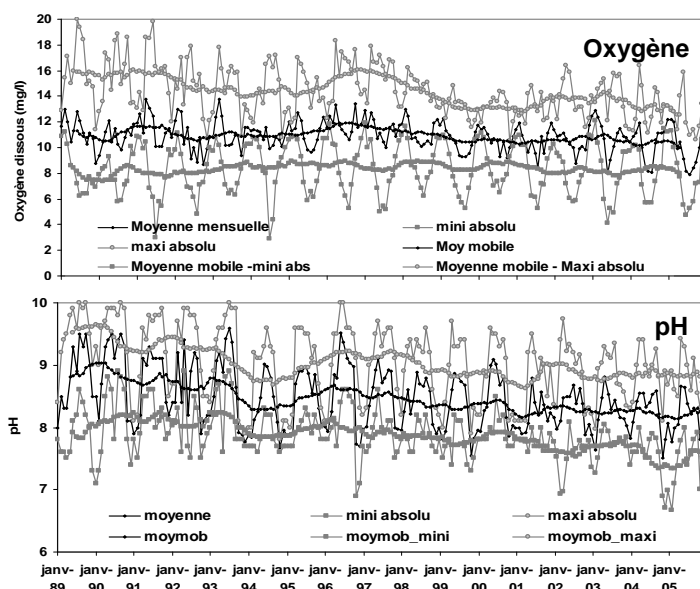 Oxygène
Oxygène dissous (mg/l)
20
18
16
14
12
10
8
6
4
2
0
Moyenne mensuelle
mini absolu
maxi absolu
Moy mobile
Moyenne mobile -mini abs
Moyenne mobile - Maxi absolu
pH
pH
10
9
8
7
6
moyenne
mini absolu
maxi absolu
moymob
moymob_mini
moymob_maxi
janv- janv- janv- janv- janv- janv- janv- janv- janv- janv- janv- janv- janv- janv- janv- janv- janv-
89 90 91 92 93 94 95 96 97 98 99 00 01 02 03 04 05